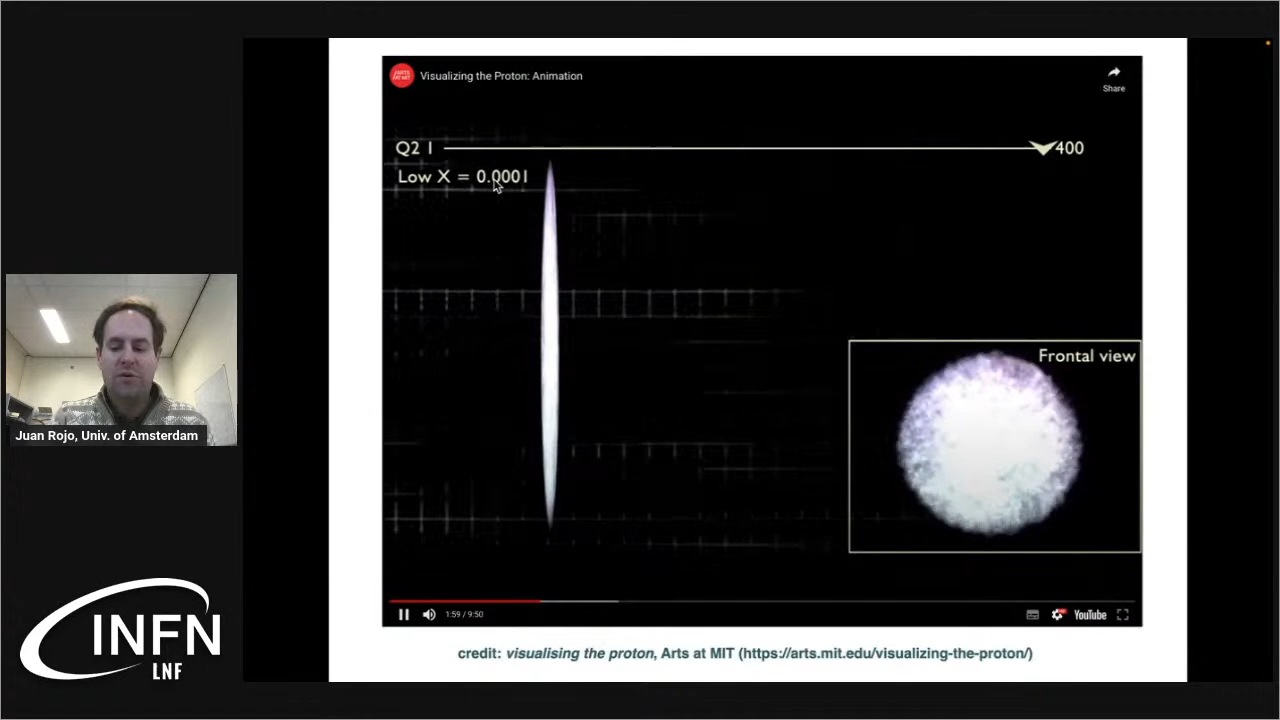 Visualizing the Proton: Animation
Share
Q2 1 400
Low X = 0.0001
Frontal view
Juan Rojo, Univ. of Amsterdam
1:59 / 9:50
YouTube
INFN
LNF
credit: visualising the proton, Arts at MIT (https://arts.mit.edu/visualizing-the-proton/)